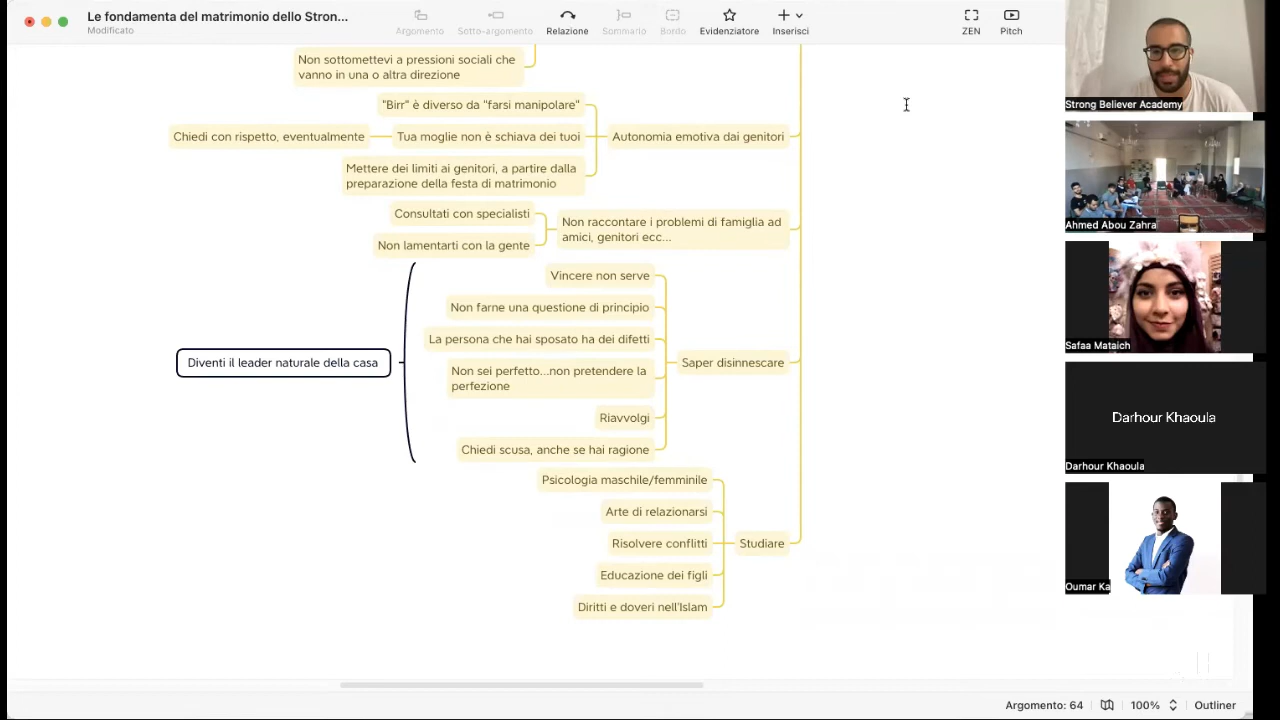 Le fondamenta del matrimonio dello Stron...
Modificato
Argomento
Sotto-argomento
Relazione
Sommario
Bordo
Evidenziatore
Inserisci
ZEN
Pitch
Non sottomettevi a pressioni sociali che
vanno in una o altra direzione
"Birr" è diverso da "farsi manipolare"
Chiedi con rispetto, eventualmente
Tua moglie non è schiava dei tuoi
Autonomia emotiva dai genitori
Mettere dei limiti ai genitori, a partire dalla
preparazione della festa di matrimonio
Consultati con specialisti
Non lamentarti con la gente
Non raccontare i problemi di famiglia ad
amici, genitori ecc...
Vincere non serve
Non farne una questione di principio
La persona che hai sposato ha dei difetti
Diventi il leader naturale della casa
Saper disinnescare
Non sei perfetto...non pretendere la
perfezione
Riavvolgi
Chiedi scusa, anche se hai ragione
Psicologia maschile/femminile
Arte di relazionarsi
Risolvere conflitti
Studiare
Educazione dei figli
Diritti e doveri nell'Islam
Argomento: 64
100%
Outliner
Strong Believer Academy
Ahmed Abou Zahra
Safaa Mataich
Darhour Khaoula
Darhour Khaoula
Oumar Ka